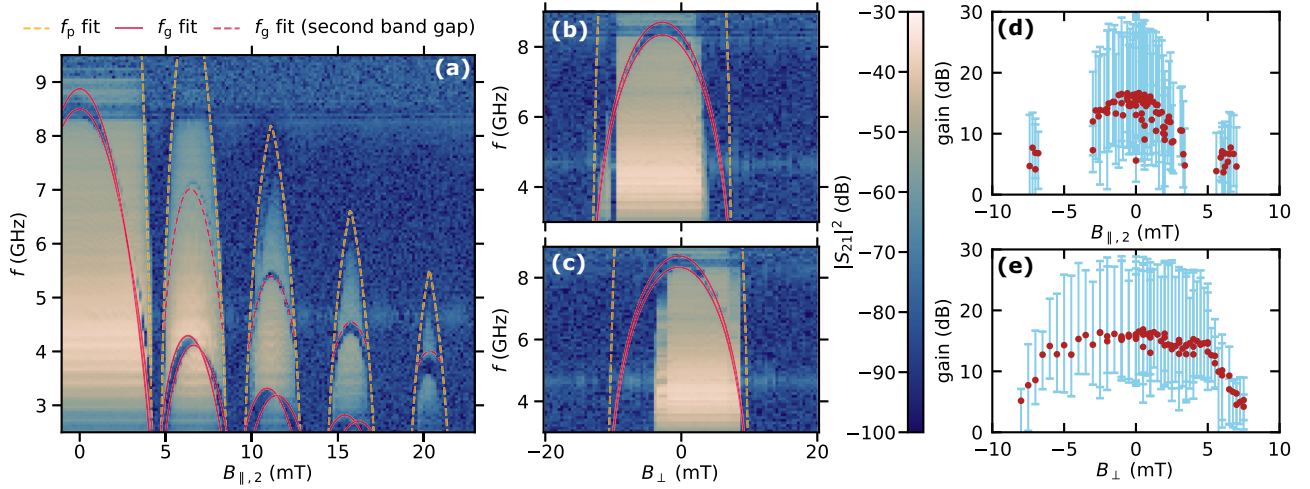 f_p fit
f_g fit
f_g fit (second band gap)
(a)
f (GHz)
9
8
7
6
5
4
3
0
5
10
15
20
B_∥, 2 (mT)
(b)
f (GHz)
8
6
4
(c)
f (GHz)
8
6
4
−20
0
20
B_⊥ (mT)
|S_21|² (dB)
−30
−40
−50
−60
−70
−80
−90
−100
(d)
gain (dB)
30
20
10
0
−10
−5
0
5
10
B_∥, 2 (mT)
(e)
gain (dB)
30
20
10
0
−10
−5
0
5
10
B_⊥ (mT)